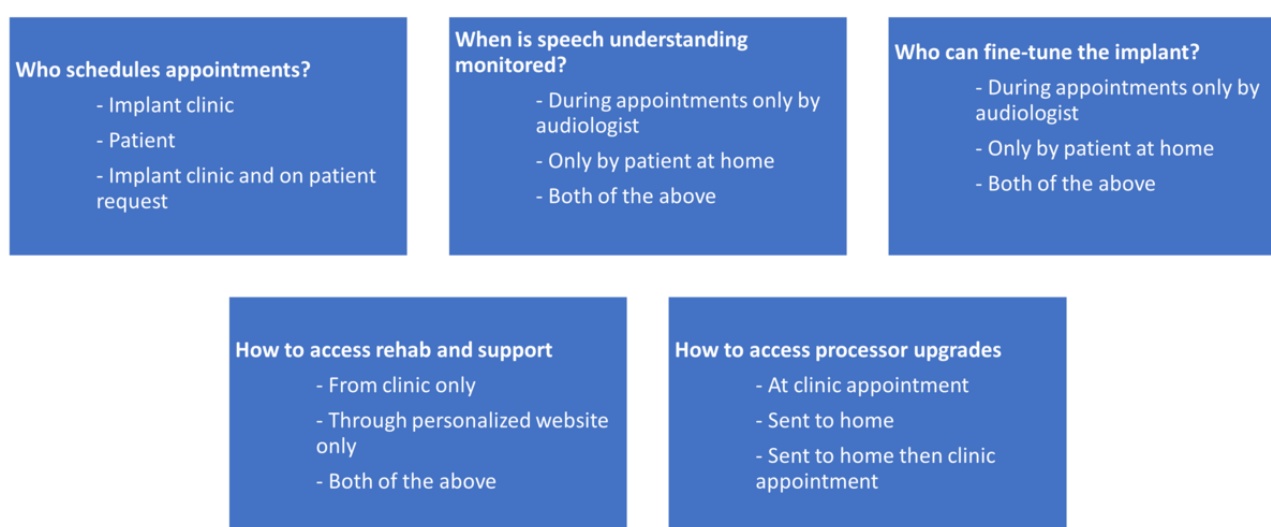 Who schedules appointments?
- Implant clinic
- Patient
- Implant clinic and on patient
request
When is speech understanding
monitored?
- During appointments only by
audiologist
- Only by patient at home
- Both of the above
Who can fine-tune the implant?
- During appointments only by
audiologist
- Only by patient at home
- Both of the above
How to access rehab and support
- From clinic only
- Through personalized website
only
- Both of the above
How to access processor upgrades
- At clinic appointment
- Sent to home
- Sent to home then clinic
appointment